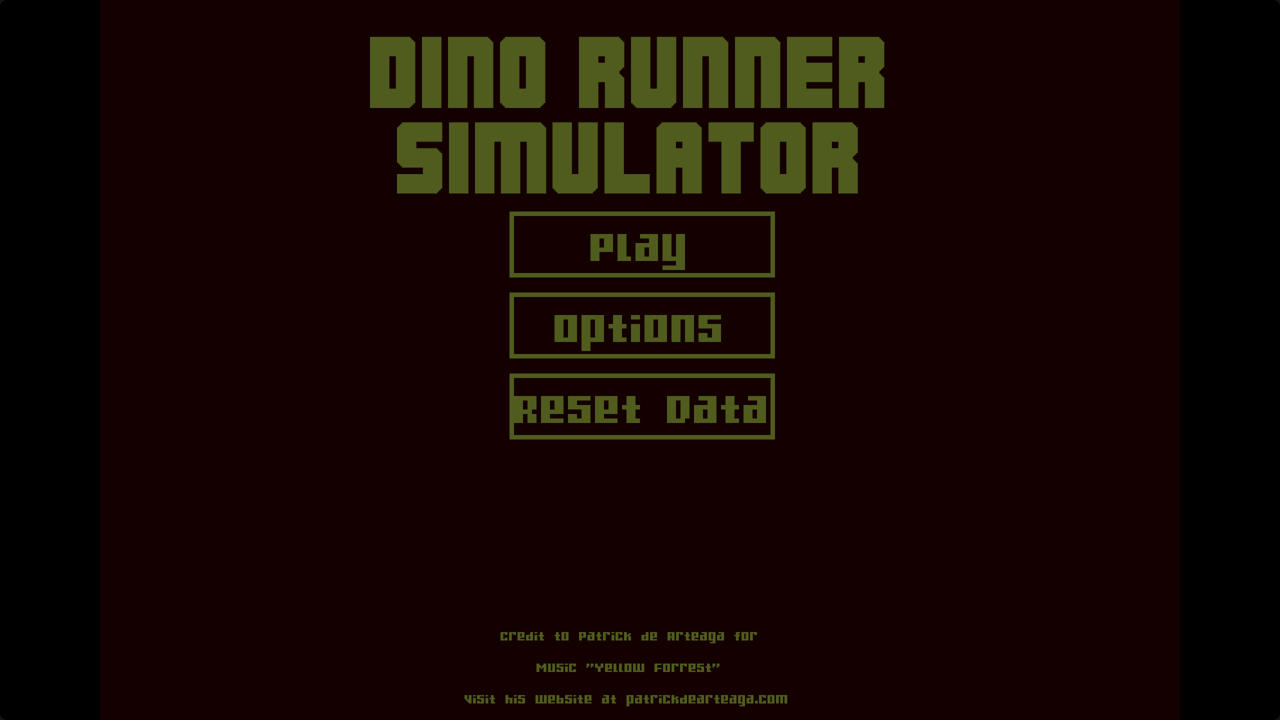 DINO RUNNER
SIMULATOR
Play
Options
Reset Data
Credit to Patrick de Arteaga for
Music "Yellow Forrest"
Visit his website at patrickdearteaga.com